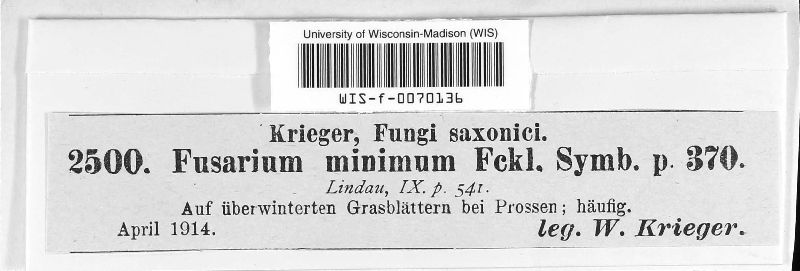 University of Wisconsin-Madison (WIS)
WIS-f-0070136
Krieger, Fungi saxonici.
2500. Fusarium minimum Fckl. Symb. p. 370.
Lindau, IX. p. 541.
Auf überwinterten Grasblättern bei Prossen; häufig.
April 1914. leg. W. Krieger.